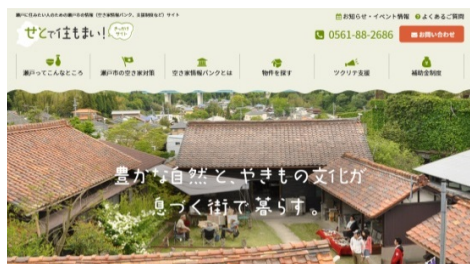 瀬戸に住みたい人のための瀬戸市の情報（空き家情報バンク、支援制度など）サイト
お知らせ・イベント情報 よくあるご質問
せとで住もまい！
きっかけサイト
0561-88-2686
お問い合わせ
瀬戸ってこんなところ 瀬戸市の空き家対策 空き家情報バンクとは 物件を探す ツクリテ支援 補助金制度
豊かな自然と、やきもの文化が
息づく街で暮らす。